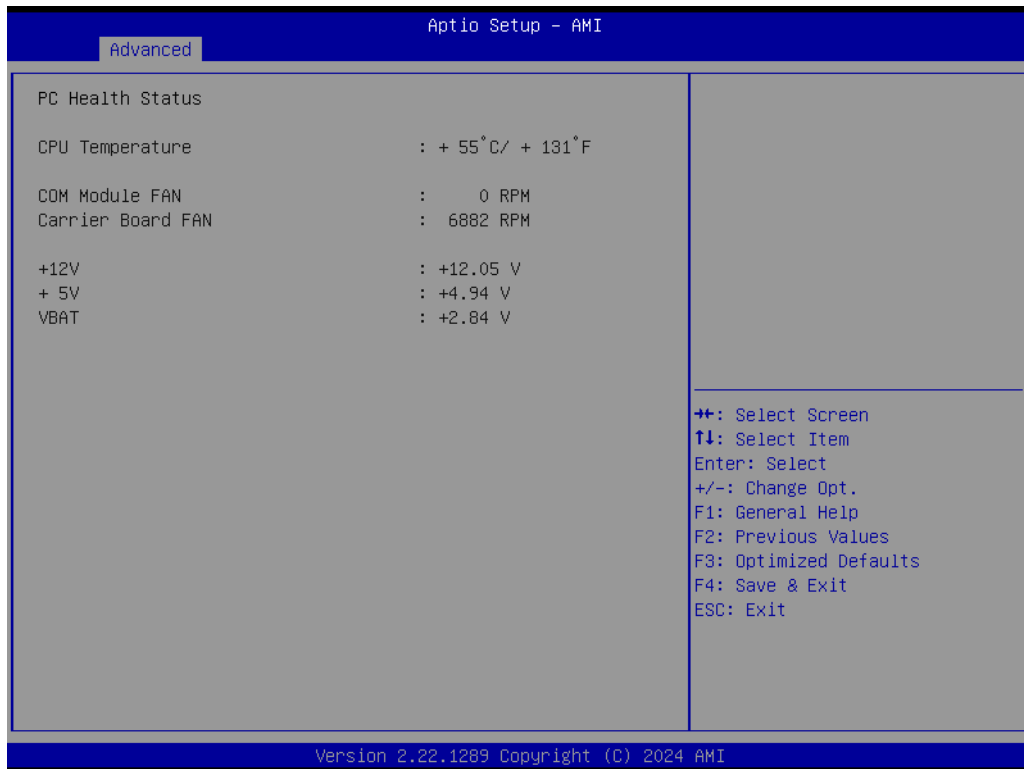 Aptio Setup – AMI
Advanced
PC Health Status
CPU Temperature : + 55°C/ + 131°F
COM Module FAN : 0 RPM
Carrier Board FAN : 6882 RPM
+12V : +12.05 V
+ 5V : +4.94 V
VBAT : +2.84 V
→←: Select Screen
↑↓: Select Item
Enter: Select
+/-: Change Opt.
F1: General Help
F2: Previous Values
F3: Optimized Defaults
F4: Save & Exit
ESC: Exit
Version 2.22.1289 Copyright (C) 2024 AMI